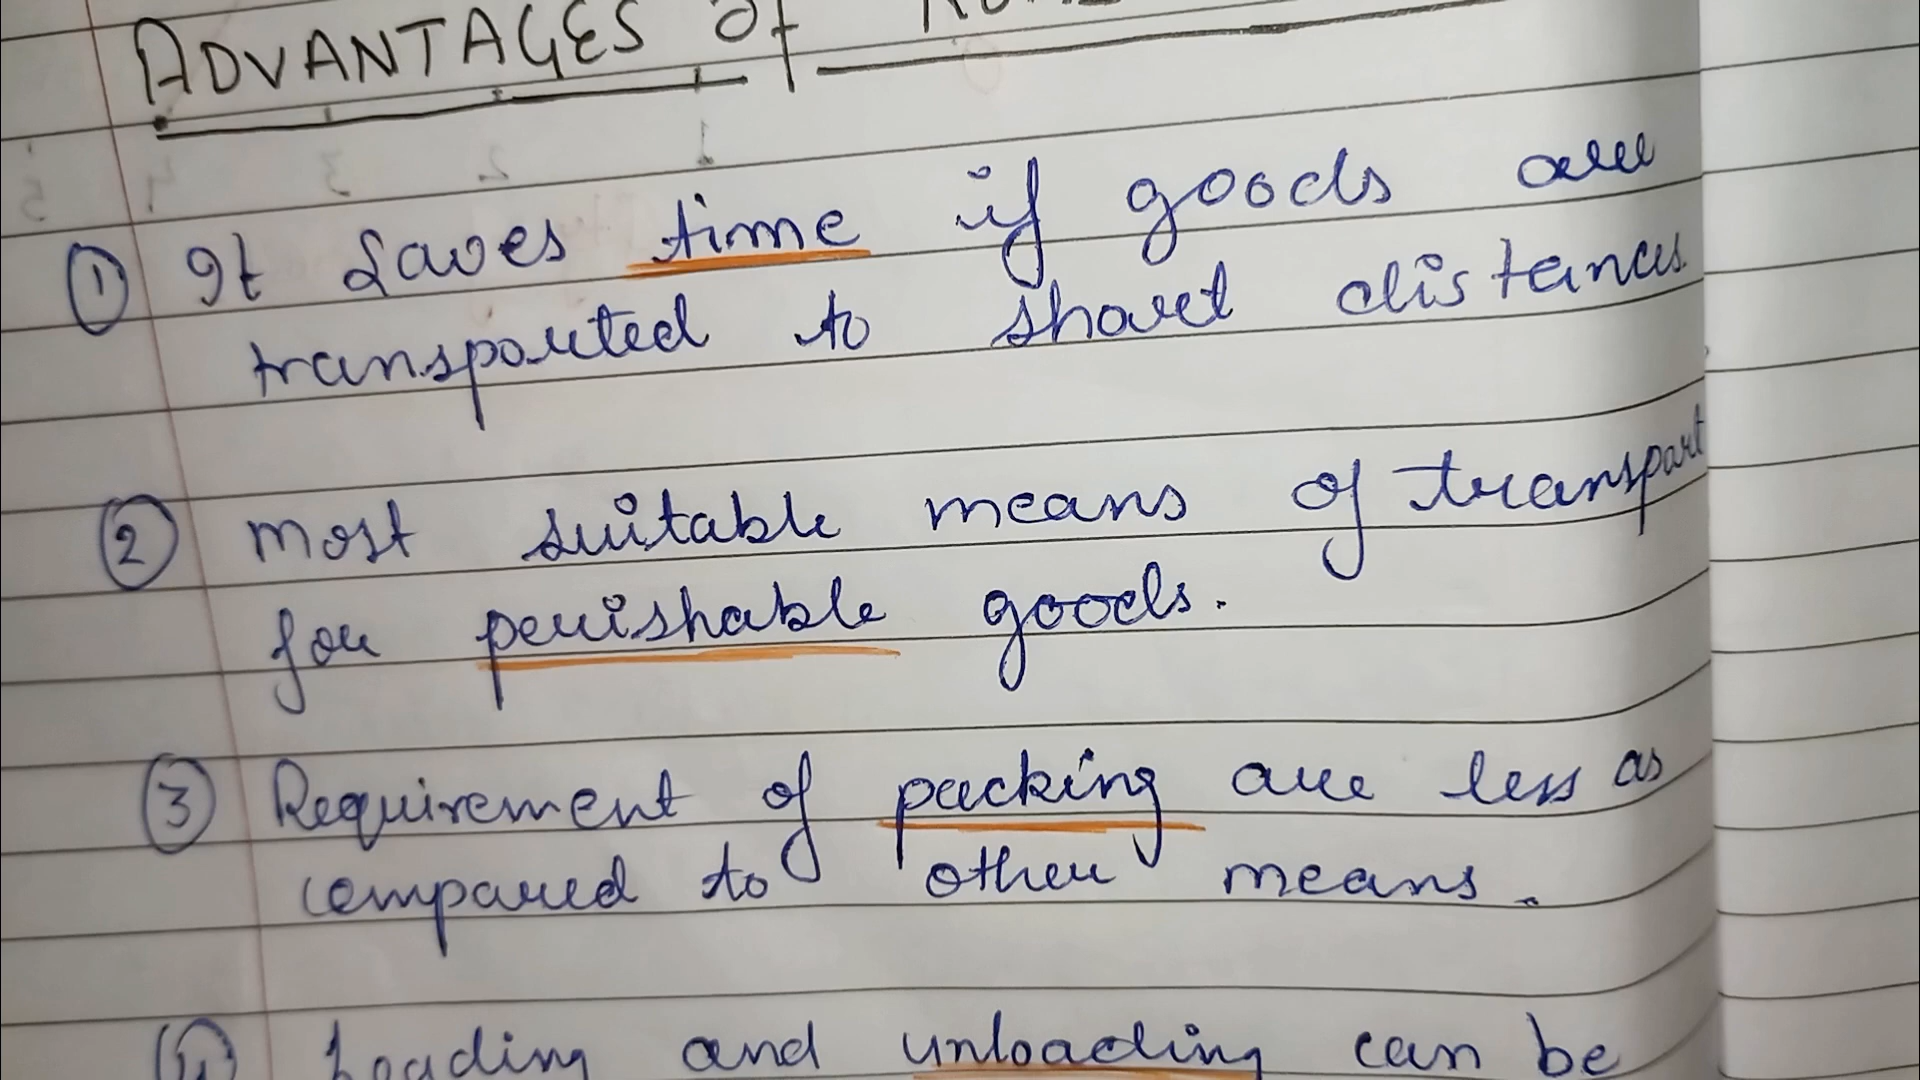 ADVANTAGES of
① It saves time if goods are
transported to short distances.
② most suitable means of transport
for perishable goods.
③ Requirement of packing are less as
compared to other means.
④ Loading and unloading can be